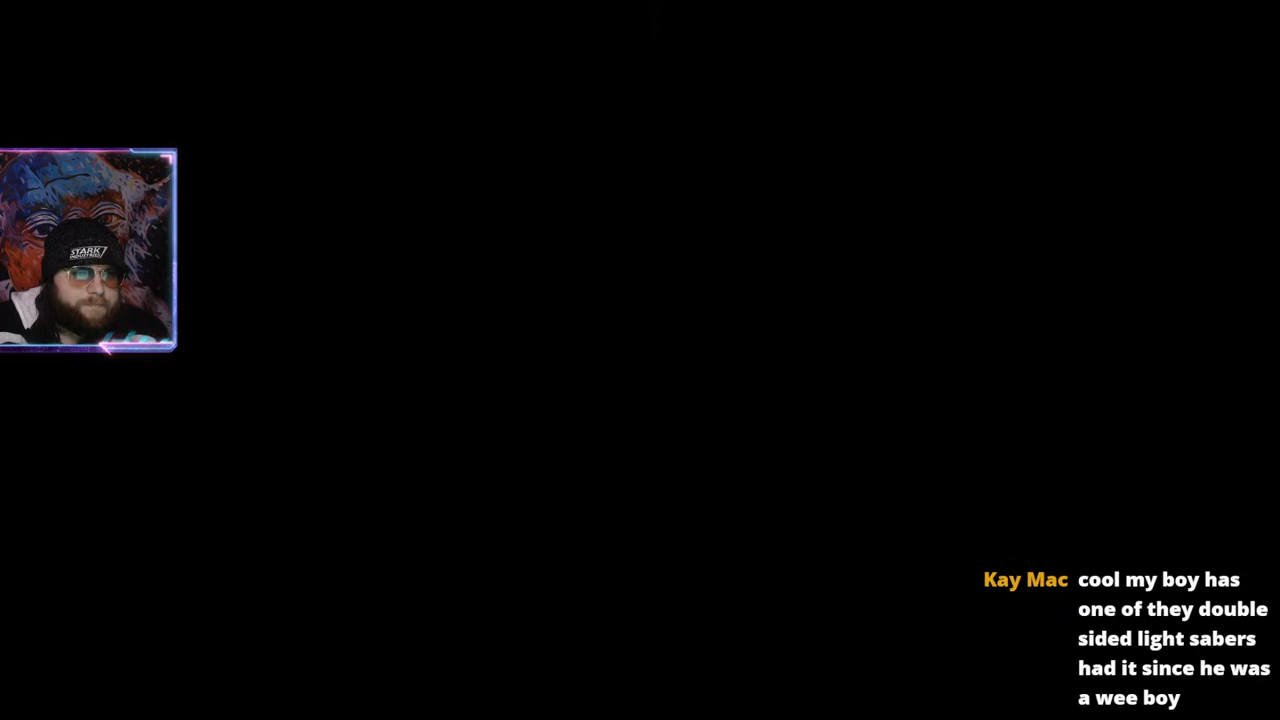 STARK
INDUSTRIES
Kay Mac cool my boy has
one of they double
sided light sabers
had it since he was
a wee boy